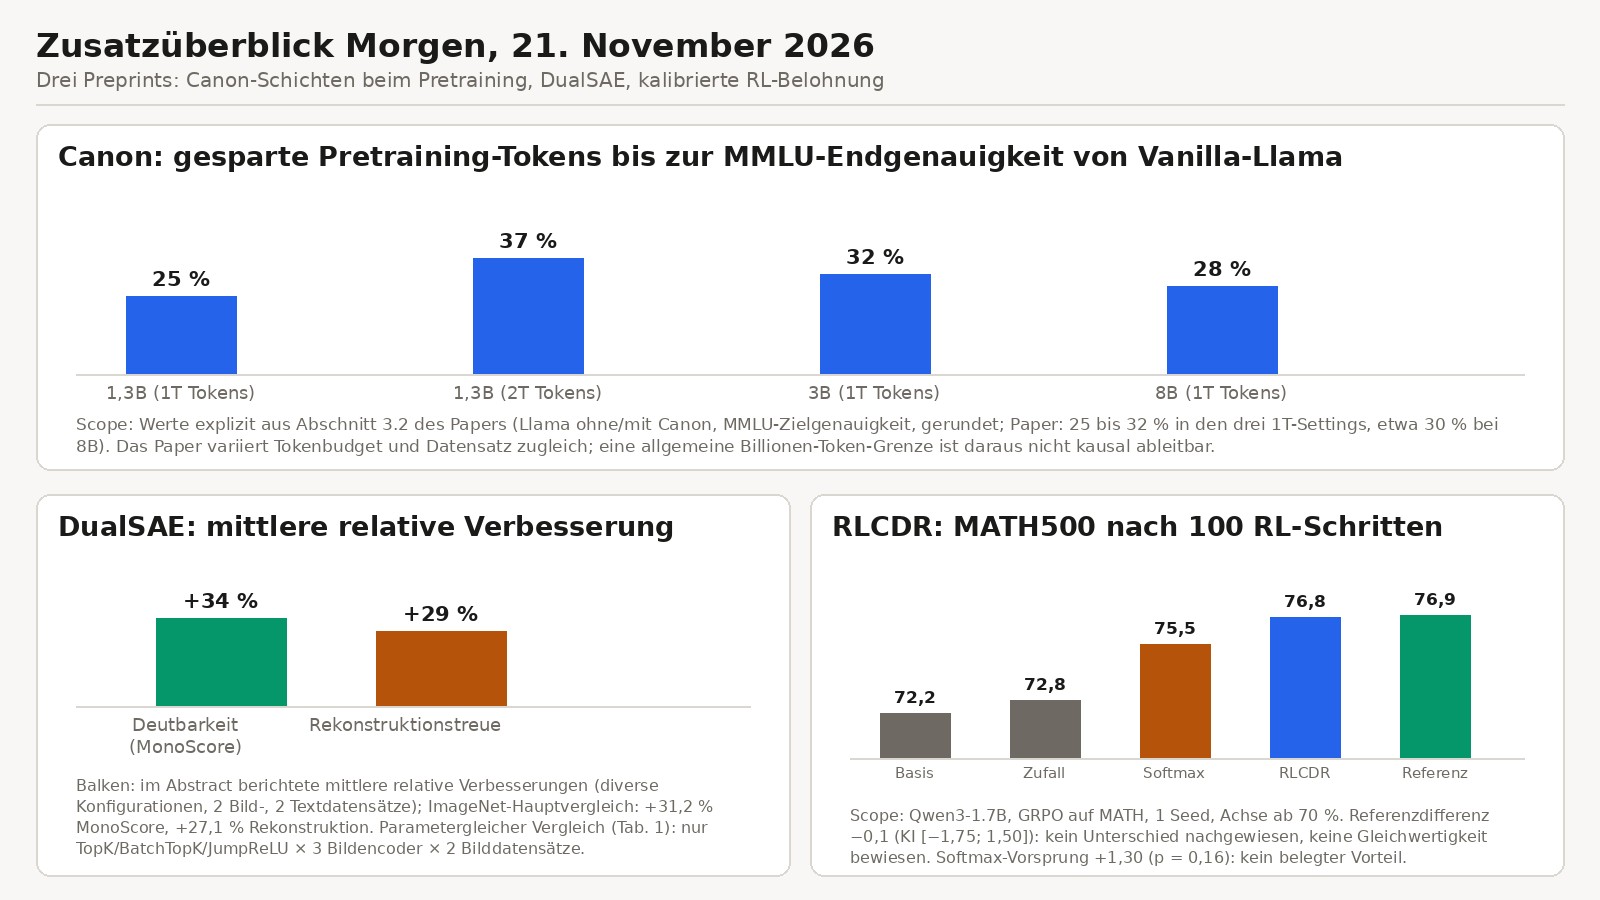 Zusatzüberblick Morgen, 21. November 2026
Drei Preprints: Canon-Schichten beim Pretraining, DualSAE, kalibrierte RL-Belohnung
Canon: gesparte Pretraining-Tokens bis zur MMLU-Endgenauigkeit von Vanilla-Llama
25 %
37 %
32 %
28 %
1,3B (1T Tokens)
1,3B (2T Tokens)
3B (1T Tokens)
8B (1T Tokens)
Scope: Werte explizit aus Abschnitt 3.2 des Papers (Llama ohne/mit Canon, MMLU-Zielgenauigkeit, gerundet; Paper: 25 bis 32 % in den drei 1T-Settings, etwa 30 % bei
8B). Das Paper variiert Tokenbudget und Datensatz zugleich; eine allgemeine Billionen-Token-Grenze ist daraus nicht kausal ableitbar.
DualSAE: mittlere relative Verbesserung
+34 %
+29 %
Deutbarkeit
(MonoScore)
Rekonstruktionstreue
Balken: im Abstract berichtete mittlere relative Verbesserungen (diverse
Konfigurationen, 2 Bild-, 2 Textdatensätze); ImageNet-Hauptvergleich: +31,2 %
MonoScore, +27,1 % Rekonstruktion. Parametergleicher Vergleich (Tab. 1): nur
TopK/BatchTopK/JumpReLU × 3 Bildencoder × 2 Bilddatensätze.
RLCDR: MATH500 nach 100 RL-Schritten
72,2
72,8
75,5
76,8
76,9
Basis
Zufall
Softmax
RLCDR
Referenz
Scope: Qwen3-1.7B, GRPO auf MATH, 1 Seed, Achse ab 70 %. Referenzdifferenz
−0,1 (KI [−1,75; 1,50]): kein Unterschied nachgewiesen, keine Gleichwertigkeit
bewiesen. Softmax-Vorsprung +1,30 (p = 0,16): kein belegter Vorteil.